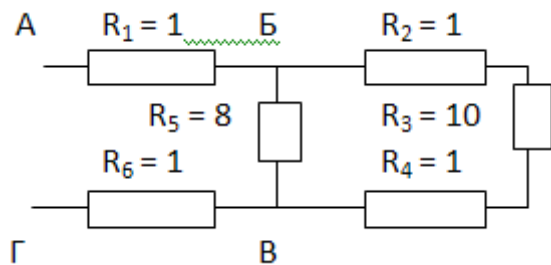 А R₁ = 1 Б R₂ = 1
R₅ = 8 R₃ = 10
R₆ = 1 R₄ = 1
Г В